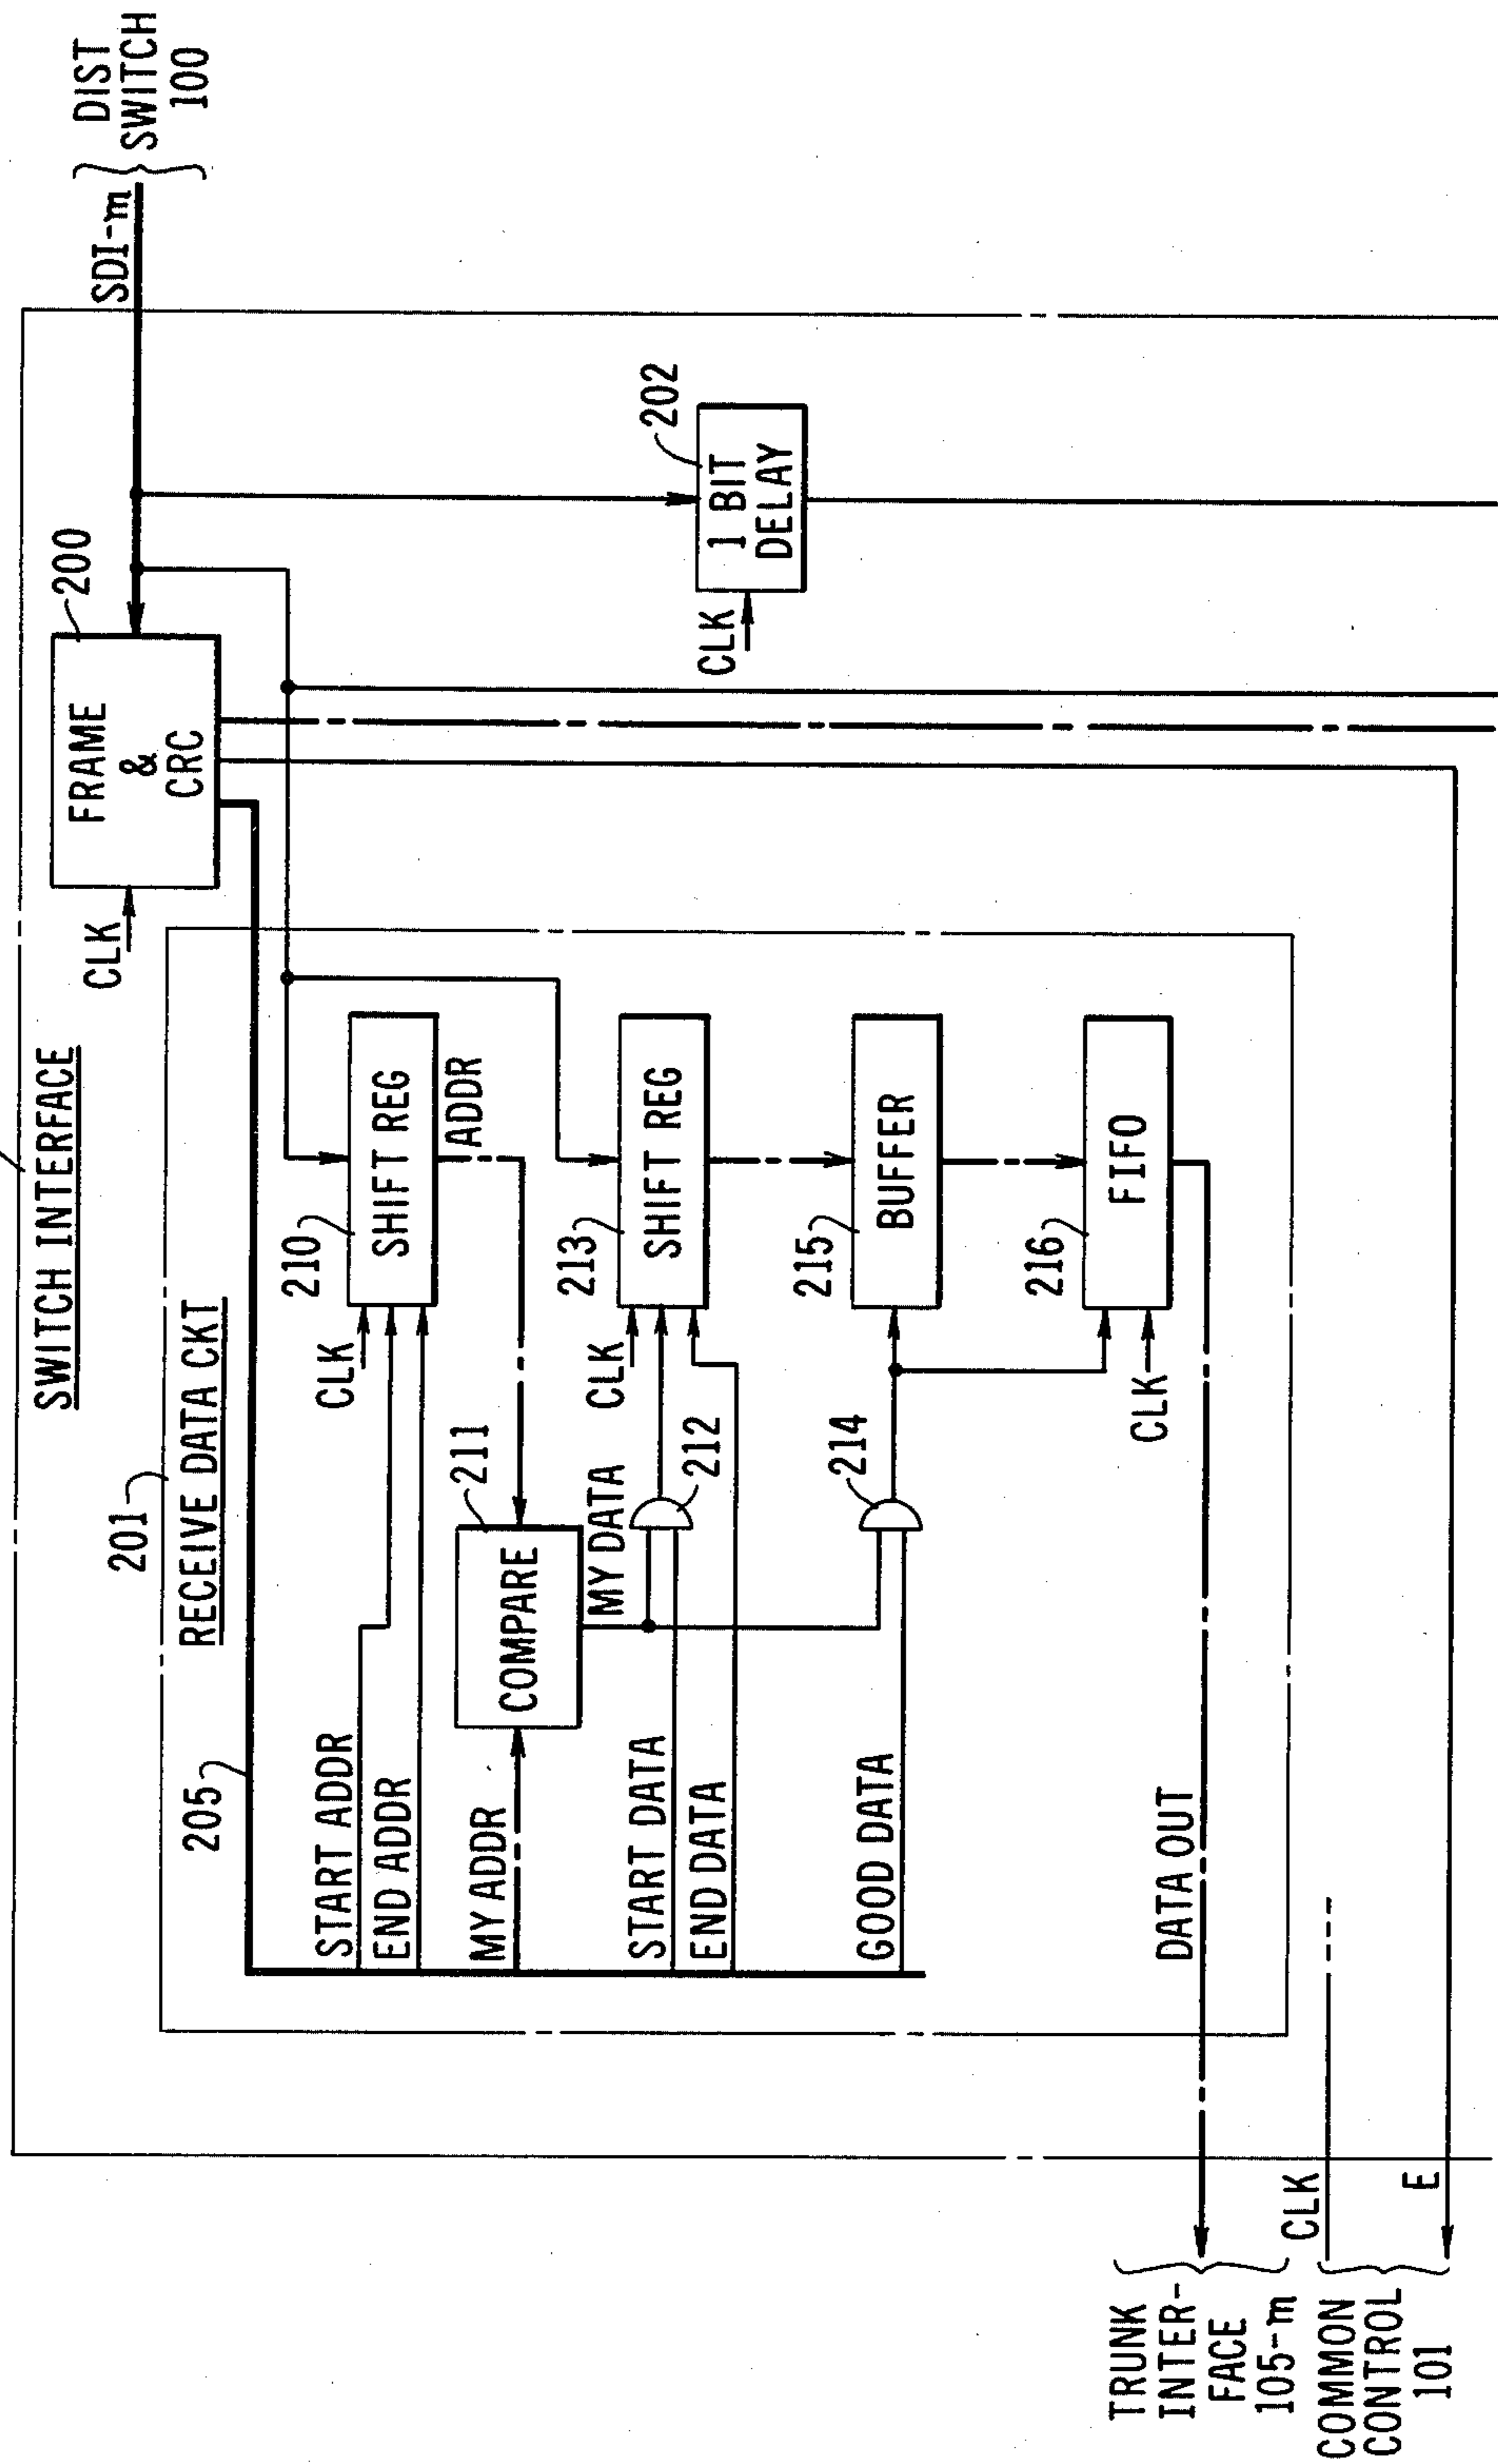 SWITCH INTERFACE
DIST
SWITCH
100
SDI-m
FRAME
&
CRC
200
CLK
201
RECEIVE DATA CKT
205
1 BIT
DELAY
202
CLK
START ADDR
END ADDR
CLK
210
SHIFT REG
ADDR
MY ADDR
COMPARE
211
MY DATA
START DATA
END DATA
212
CLK
213
SHIFT REG
GOOD DATA
214
215
BUFFER
216
FIFO
CLK
DATA OUT
TRUNK
INTER-
FACE
105-m
CLK
E
COMMON
CONTROL
101